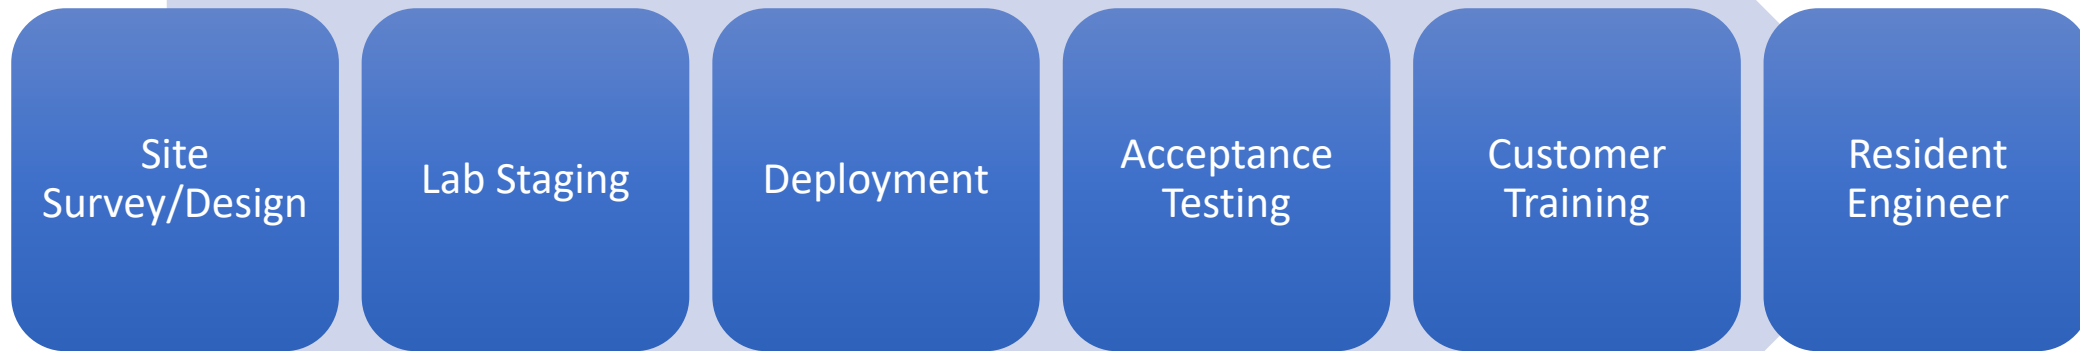 Site
Survey/Design
Lab Staging
Deployment
Acceptance
Testing
Customer
Training
Resident
Engineer